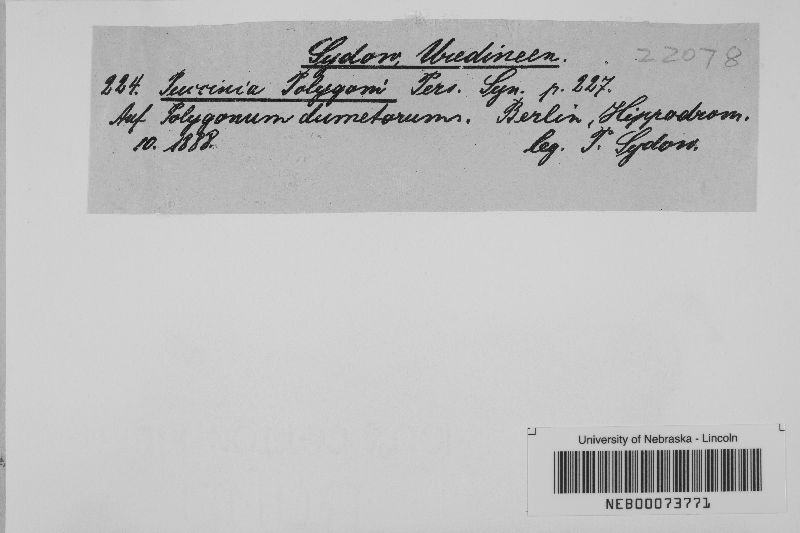 Sydow, Uredineen. 22078
224. Puccinia Polygoni Pers. Syn. p. 227.
Auf Polygonum dumetorum. Berlin, Hippodrom.
10. 1888. leg. P. Sydow.
University of Nebraska - Lincoln
NEB00073771